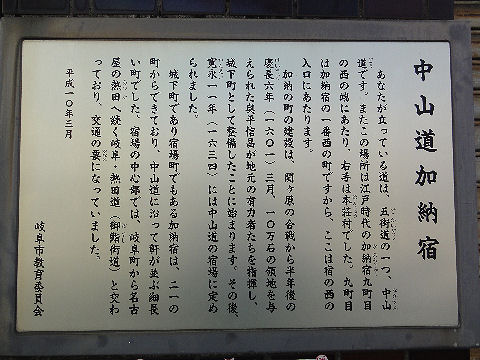 中山道加納宿
あなたが立っている道は、五街道の一つ、中山
道です。またこの場所は江戸時代の加納宿九町目
の西の端にあたり、右手は本荘村でした。九町目
は加納宿の一番西の町ですから、ここは宿の西の
入口にあたります。
加納の町の建設は、関ヶ原の合戦から半年後の
慶長六年(一六〇一)三月、一〇万石の領地を与
えられた奥平信昌が地元の有力者たちを指揮し、
城下町として整備したことに始まります。その後、
寛永一一年(一六三四)には中山道の宿場に定め
られました。
城下町であり宿場町でもある加納宿は、二一の
町からできており、中山道に沿って軒が並ぶ細長
い町でした。宿場の中心部では、岐阜町から名古
屋の熱田へ続く岐阜・熱田道(御鮨街道)と交わ
っており、交通の要になっていました。
平成一〇年三月
岐阜市教育委員会